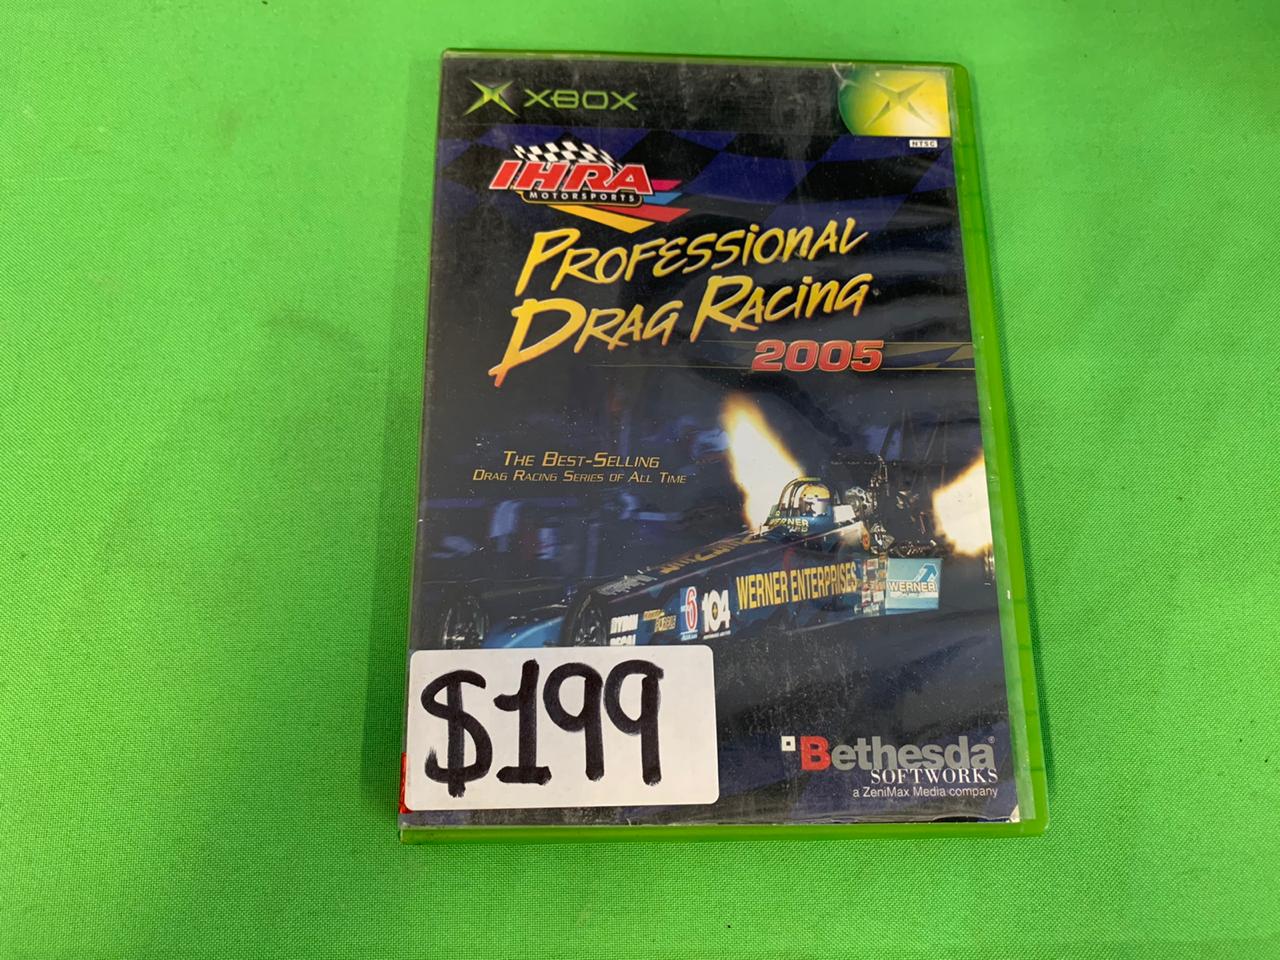 XBOX
NTSC
IHRA
MOTORSPORTS
PROFESSIONAL
DRAG RACING
2005
THE BEST-SELLING
DRAG RACING SERIES OF ALL TIME
WERNER
WERNER ENTERPRISES
WERNER
6
104
$199
Bethesda®
SOFTWORKS
a ZeniMax Media company